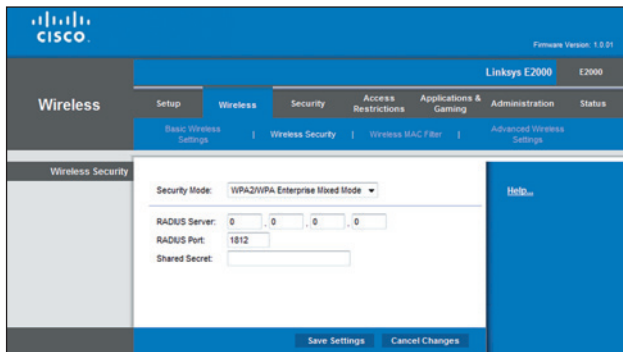 CISCO.
Firmware Version: 1.0.01
Linksys E2000 E2000
Wireless
Setup Wireless Security Access Restrictions Applications & Gaming Administration Status
Basic Wireless Settings | Wireless Security | Wireless MAC Filter | Advanced Wireless Settings
Wireless Security
Security Mode: WPA2/WPA Enterprise Mixed Mode
Help...
RADIUS Server: 0 . 0 . 0 . 0
RADIUS Port: 1812
Shared Secret:
Save Settings Cancel Changes